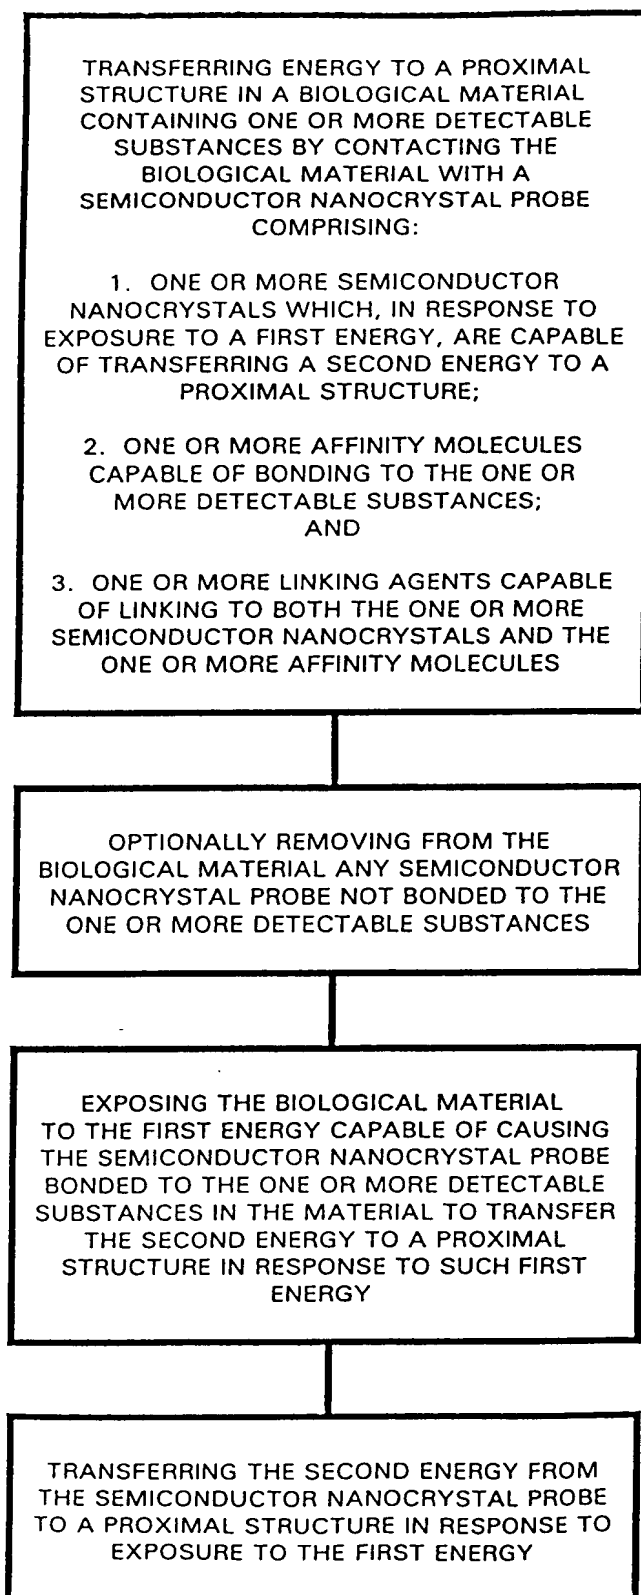 TRANSFERRING ENERGY TO A PROXIMAL
STRUCTURE IN A BIOLOGICAL MATERIAL
CONTAINING ONE OR MORE DETECTABLE
SUBSTANCES BY CONTACTING THE
BIOLOGICAL MATERIAL WITH A
SEMICONDUCTOR NANOCRYSTAL PROBE
COMPRISING:
1. ONE OR MORE SEMICONDUCTOR
NANOCRYSTALS WHICH, IN RESPONSE TO
EXPOSURE TO A FIRST ENERGY, ARE CAPABLE
OF TRANSFERRING A SECOND ENERGY TO A
PROXIMAL STRUCTURE;
2. ONE OR MORE AFFINITY MOLECULES
CAPABLE OF BONDING TO THE ONE OR
MORE DETECTABLE SUBSTANCES;
AND
3. ONE OR MORE LINKING AGENTS CAPABLE
OF LINKING TO BOTH THE ONE OR MORE
SEMICONDUCTOR NANOCRYSTALS AND THE
ONE OR MORE AFFINITY MOLECULES
OPTIONALLY REMOVING FROM THE
BIOLOGICAL MATERIAL ANY SEMICONDUCTOR
NANOCRYSTAL PROBE NOT BONDED TO THE
ONE OR MORE DETECTABLE SUBSTANCES
EXPOSING THE BIOLOGICAL MATERIAL
TO THE FIRST ENERGY CAPABLE OF CAUSING
THE SEMICONDUCTOR NANOCRYSTAL PROBE
BONDED TO THE ONE OR MORE DETECTABLE
SUBSTANCES IN THE MATERIAL TO TRANSFER
THE SECOND ENERGY TO A PROXIMAL
STRUCTURE IN RESPONSE TO SUCH FIRST
ENERGY
TRANSFERRING THE SECOND ENERGY FROM
THE SEMICONDUCTOR NANOCRYSTAL PROBE
TO A PROXIMAL STRUCTURE IN RESPONSE TO
EXPOSURE TO THE FIRST ENERGY